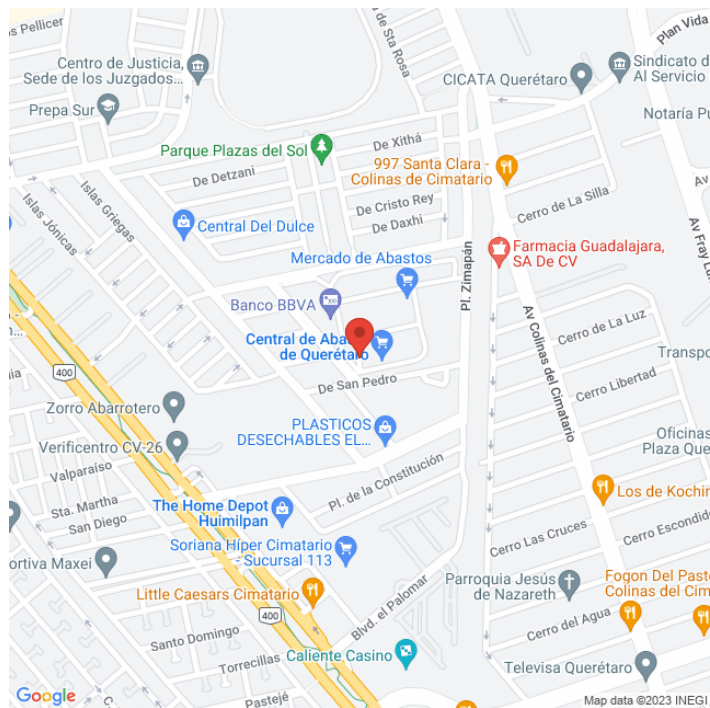 os Pellicer
Plan Vida
Centro de Justicia,
Sede de los Juzgados...
de Sta Rosa
CICATA Querétaro
Sindicato d
Al Servicio
Prepa Sur
Notaría Pú
De Xithá
Parque Plazas del Sol
997 Santa Clara -
Colinas de Cimatario
De Detzani
De Cristo Rey
Cerro de La Silla
Av
Islas Griegas
Islas Jónicas
De Daxhi
Central Del Dulce
Mercado de Abastos
Farmacia Guadalajara,
SA De CV
Av Fray Lu
Pl. Zimapán
Banco BBVA
Av Colinas del Cimatario
Cerro de La Luz
Central de Abastos
de Querétaro
Transpo
400
De San Pedro
Cerro Libertad
Zorro Abarrotero
PLASTICOS
DESECHABLES EL...
Oficinas
Plaza Que
Verificentro CV-26
Valparaíso
Pl. de la Constitución
Los de Kochin
Sta. Martha
San Diego
The Home Depot
Huimilpan
Cerro Las Cruces
Cerro Escondido
Soriana Híper Cimatario
- Sucursal 113
ortiva Maxei
Parroquia Jesús
de Nazareth
Fogon Del Paste
Colinas del Cim
Little Caesars Cimatario
400
Blvd. el Palomar
Cerro del Agua
Santo Domingo
Torrecillas
Caliente Casino
Televisa Querétaro
Pastejé
Google
Map data ©2023 INEGI